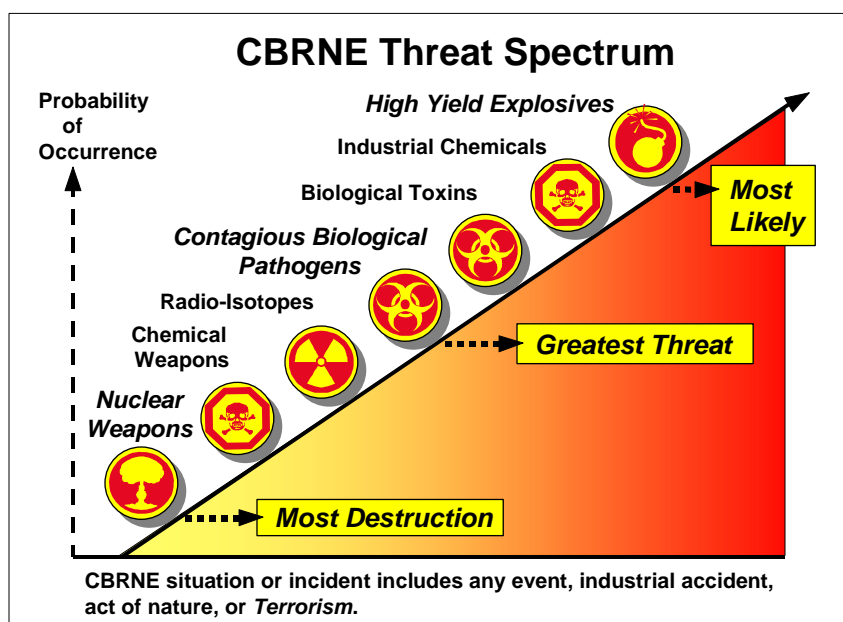 CBRNE Threat Spectrum
Probability
of
Occurrence
High Yield Explosives
Industrial Chemicals
Biological Toxins
Contagious Biological
Pathogens
Radio-Isotopes
Chemical
Weapons
Nuclear
Weapons
Most
Likely
Greatest Threat
Most Destruction
CBRNE situation or incident includes any event, industrial accident,
act of nature, or Terrorism.